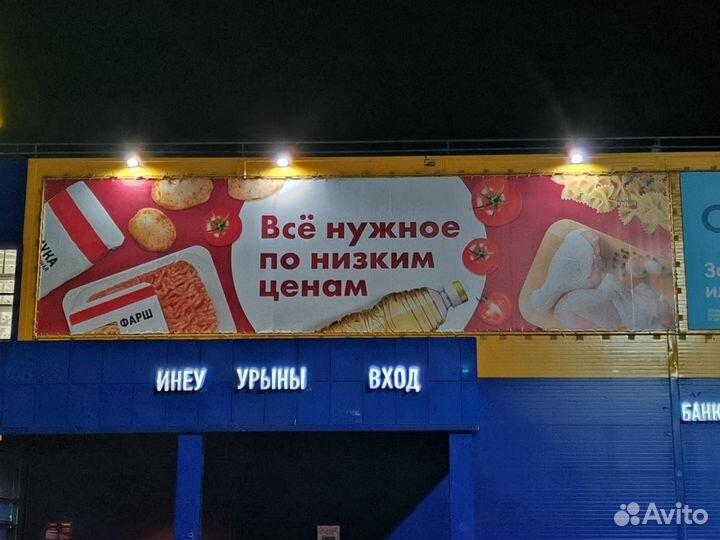 Всё нужное
по низким
ценам
ФАРШ
ИНЕУ УРЫНЫ ВХОД
БАНК
Avito